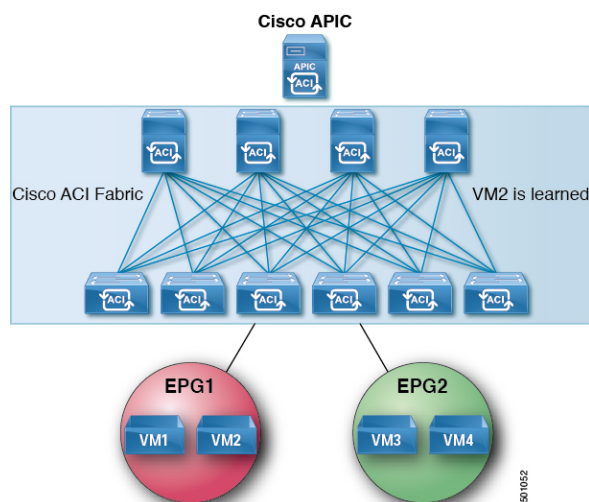 Cisco APIC
APIC
ACI
ACI
ACI
ACI
ACI
Cisco ACI Fabric
VM2 is learned
ACI
ACI
ACI
ACI
ACI
ACI
EPG1
EPG2
VM1
VM2
VM3
VM4
501052